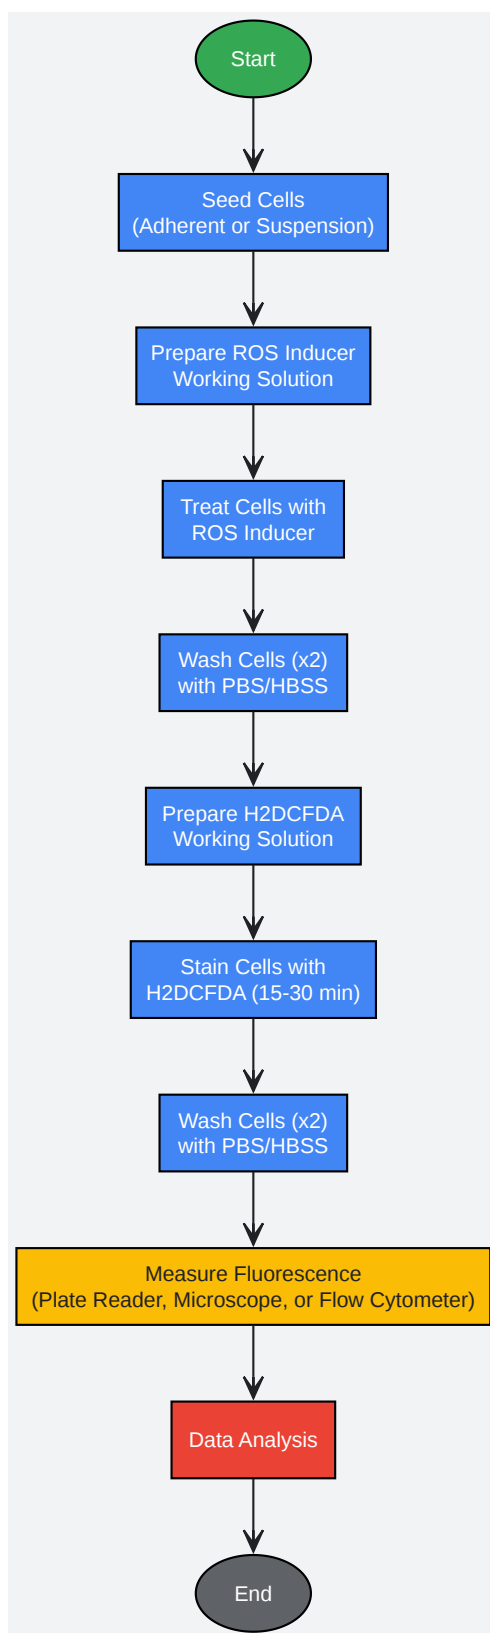 Start
Seed Cells
(Adherent or Suspension)
Prepare ROS Inducer
Working Solution
Treat Cells with
ROS Inducer
Wash Cells (x2)
with PBS/HBSS
Prepare H2DCFDA
Working Solution
Stain Cells with
H2DCFDA (15-30 min)
Wash Cells (x2)
with PBS/HBSS
Measure Fluorescence
(Plate Reader, Microscope, or Flow Cytometer)
Data Analysis
End